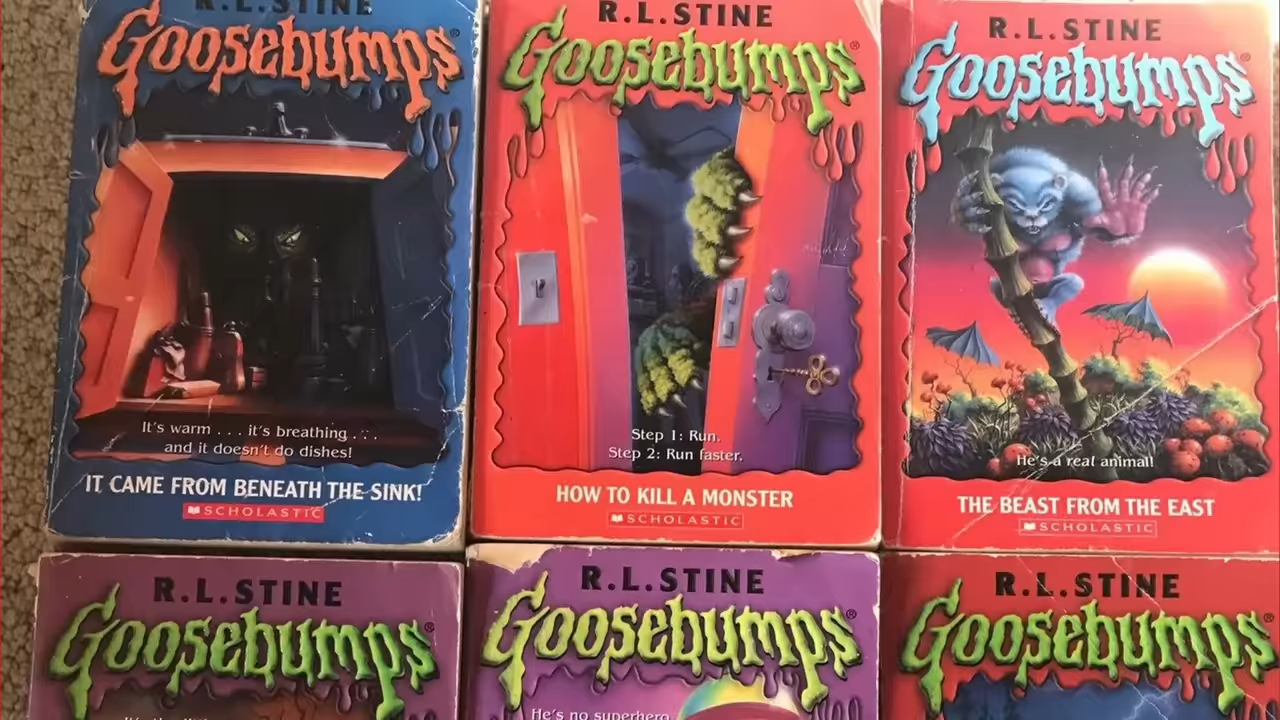 R.L.STINE
Goosebumps®
It's warm . . . it's breathing . . .
and it doesn't do dishes!
IT CAME FROM BENEATH THE SINK!
SCHOLASTIC
R.L.STINE
Goosebumps®
Step 1: Run.
Step 2: Run faster.
HOW TO KILL A MONSTER
SCHOLASTIC
R.L.STINE
Goosebumps®
He's a real animal!
THE BEAST FROM THE EAST
SCHOLASTIC
R.L.STINE
Goosebumps®
R.L.STINE
Goosebumps®
He's no superhero
R.L.STINE
Goosebumps®